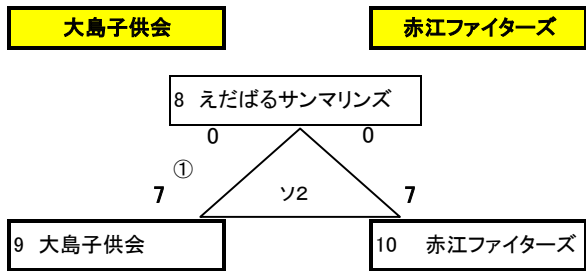 大島子供会
赤江ファイターズ
8 えだばるサンマリンズ
0 0
①
7 ソ2 7
9 大島子供会
10 赤江ファイターズ